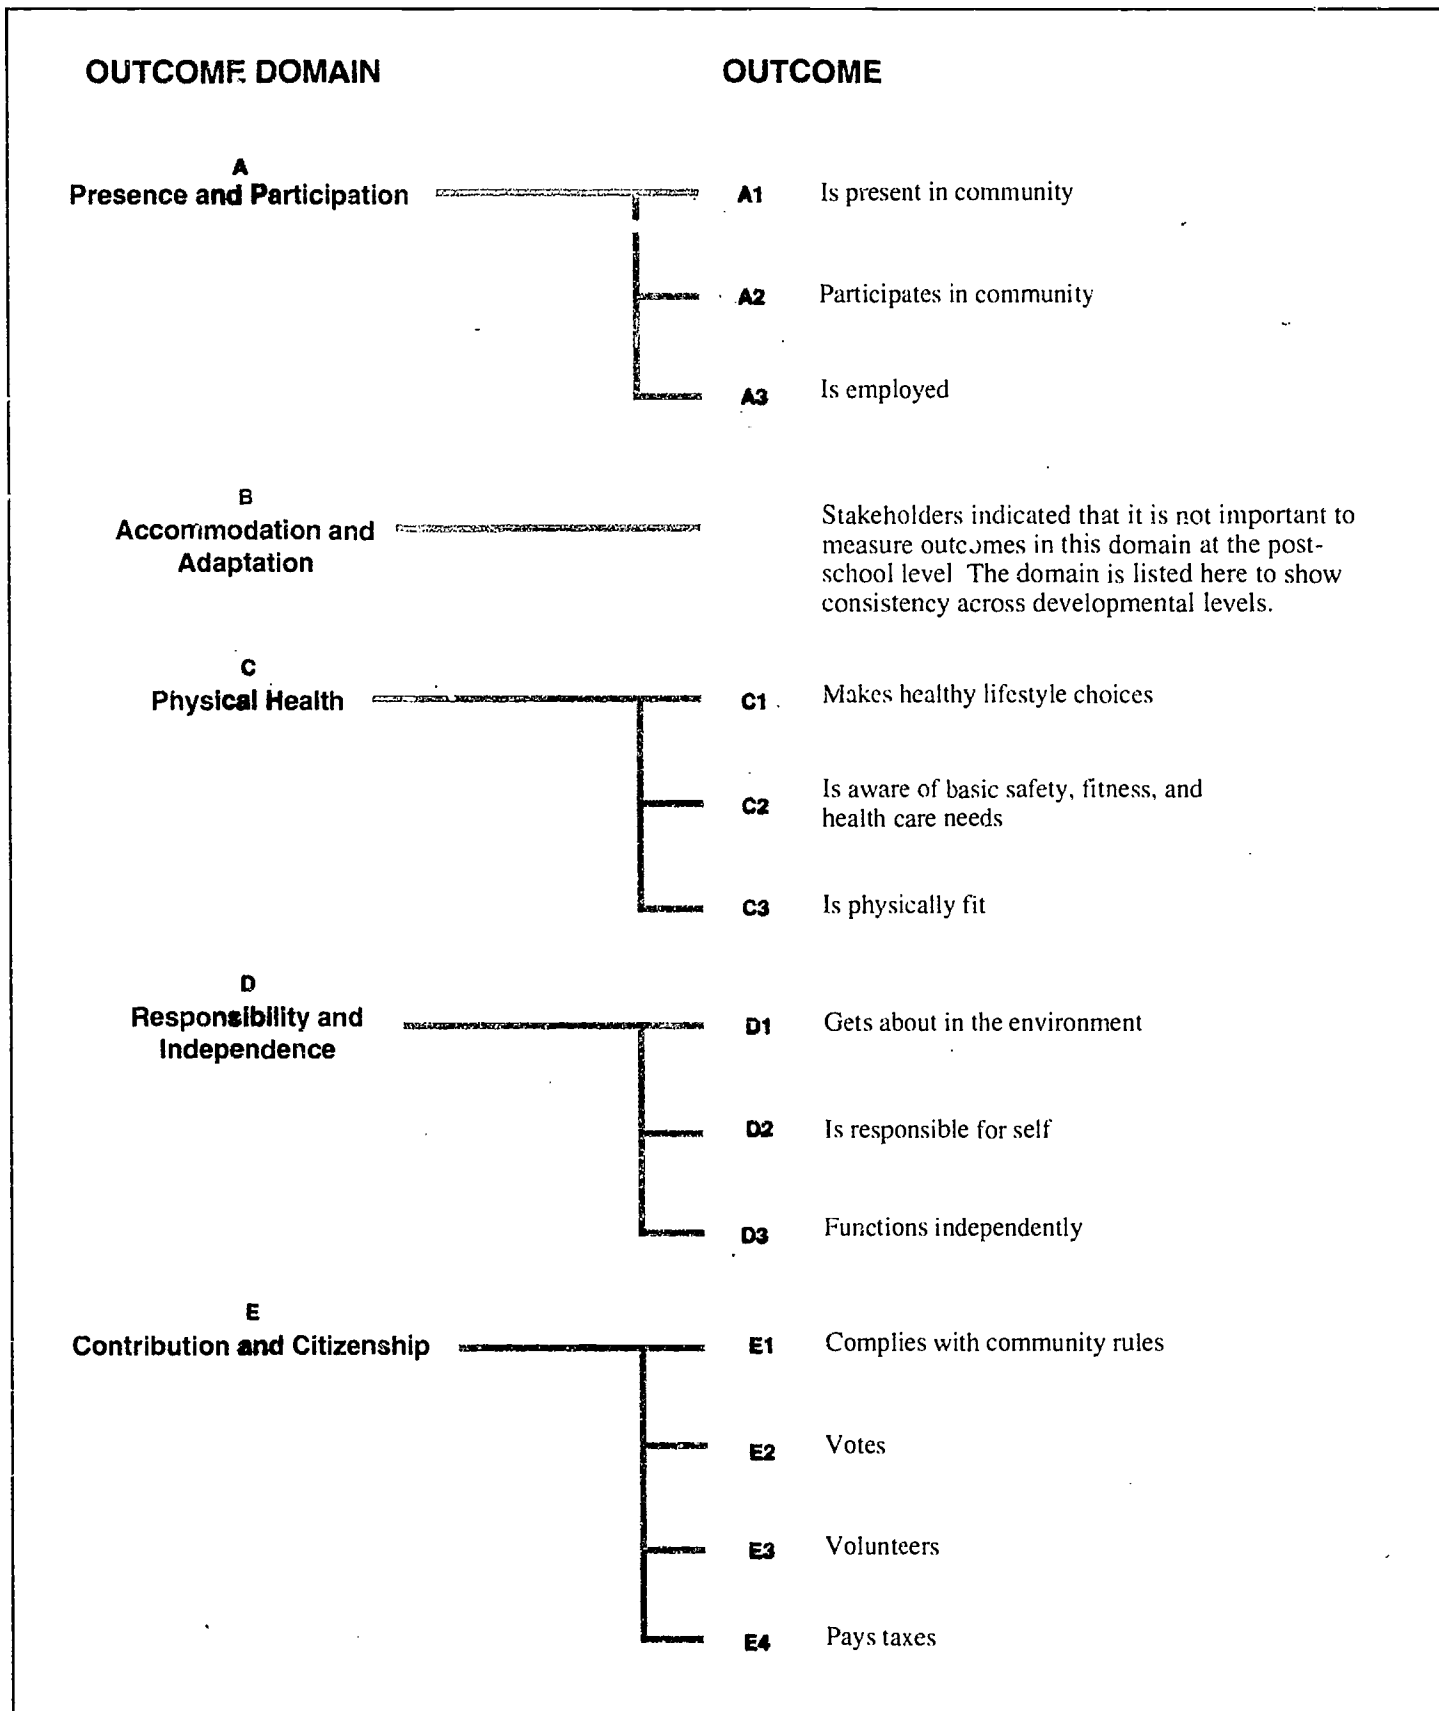 OUTCOME DOMAIN
OUTCOME
A
Presence and Participation
A1 Is present in community
A2 Participates in community
A3 Is employed
B
Accommodation and
Adaptation
Stakeholders indicated that it is not important to
measure outcomes in this domain at the post-
school level The domain is listed here to show
consistency across developmental levels.
C
Physical Health
C1 Makes healthy lifestyle choices
C2 Is aware of basic safety, fitness, and
health care needs
C3 Is physically fit
D
Responsibility and
Independence
D1 Gets about in the environment
D2 Is responsible for self
D3 Functions independently
E
Contribution and Citizenship
E1 Complies with community rules
E2 Votes
E3 Volunteers
E4 Pays taxes